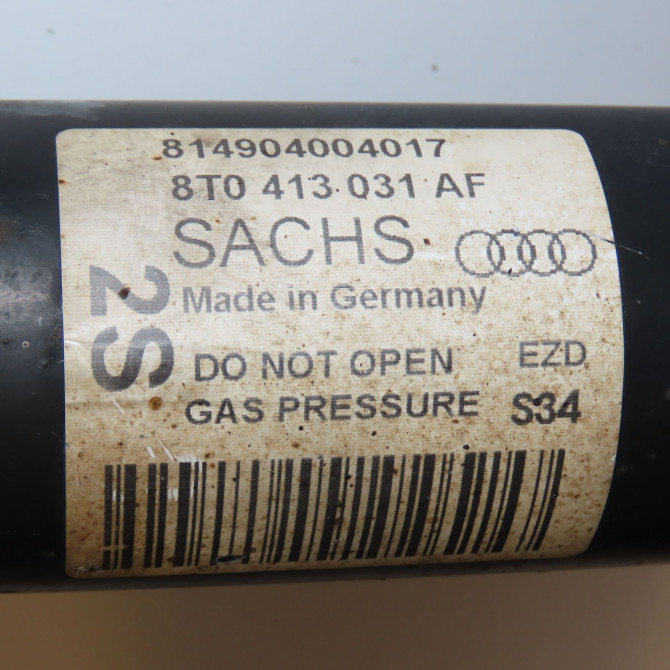 814904004017
8T0 413 031 AF
SACHS
Made in Germany
2S
DO NOT OPEN EZD
GAS PRESSURE S34